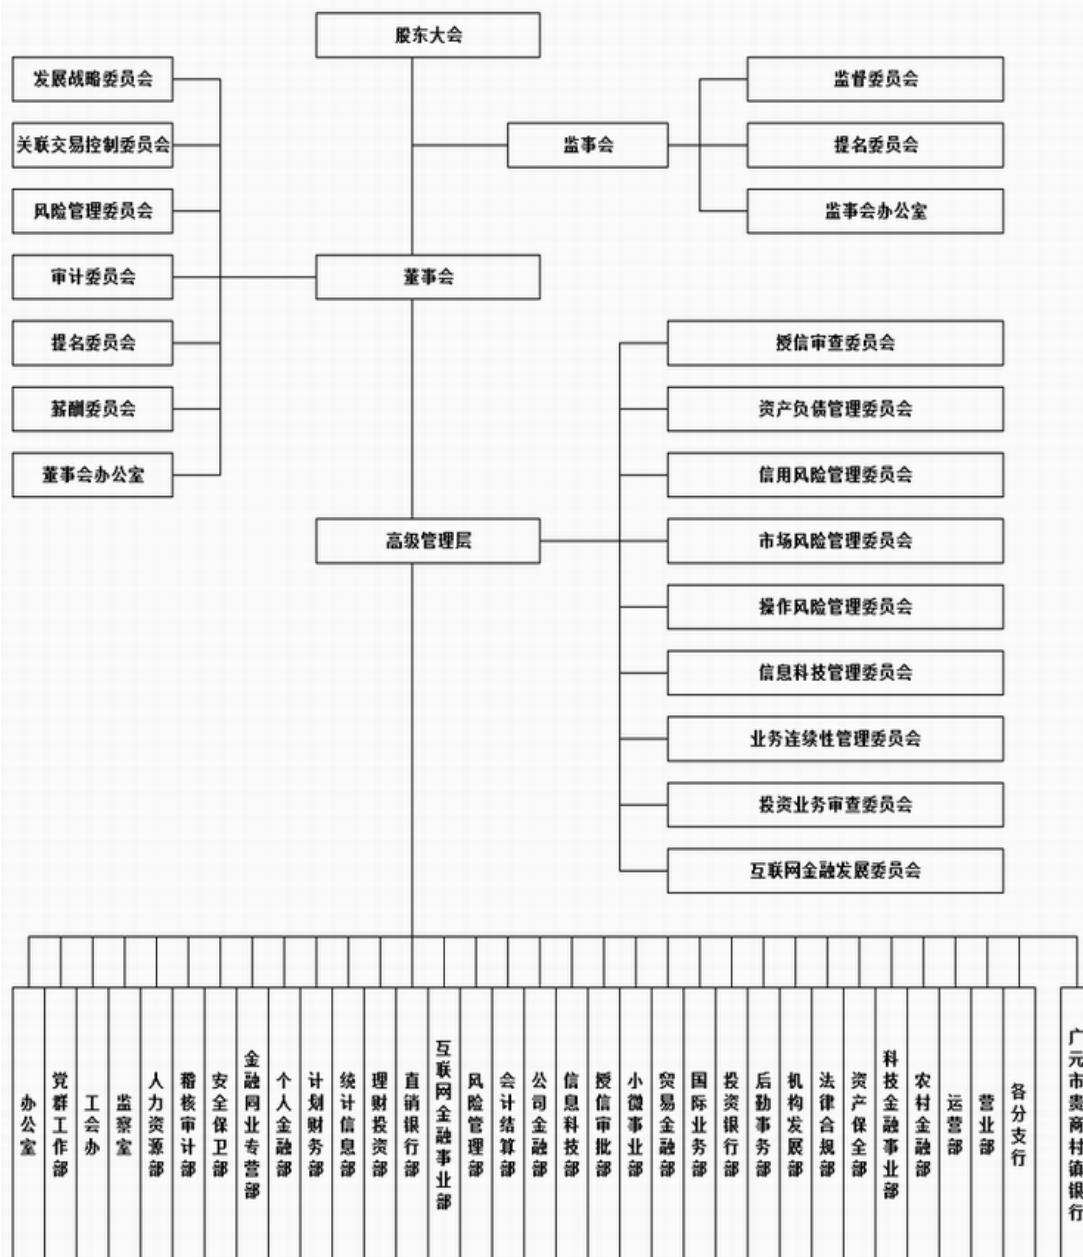 股东大会
发展战略委员会
监督委员会
关联交易控制委员会
监事会
提名委员会
风险管理委员会
监事会办公室
审计委员会
董事会
提名委员会
授信审查委员会
薪酬委员会
资产负债管理委员会
董事会办公室
信用风险管理委员会
高级管理层
市场风险管理委员会
操作风险管理委员会
信息科技管理委员会
业务连续性管理委员会
投资业务审查委员会
互联网金融发展委员会
办公室
党群工作部
工会办
监察室
人力资源部
稽核审计部
安全保卫部
金融同业专营部
个人金融部
计划财务部
统计信息部
理财投资部
直销银行部
互联网金融事业部
风险管理部
会计结算部
公司金融部
信息科技部
授信审批部
小微事业部
贸易金融部
国际业务部
投资银行部
后勤事务部
机构发展部
法律合规部
资产保全部
科技金融事业部
农村金融部
运营部
营业部
各分支行
广元市贵商村镇银行